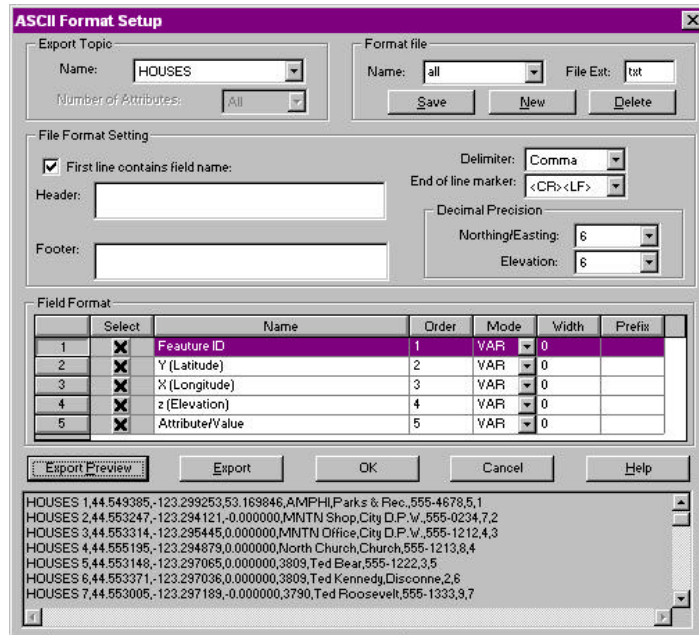 ASCII Format Setup
Export Topic
Name: HOUSES
Number of Attributes: All
Format file
Name: all File Ext: txt
Save New Delete
File Format Setting
First line contains field name:
Header:
Footer:
Delimiter: Comma
End of line marker: <CR><LF>
Decimal Precision
Northing/Easting: 6
Elevation: 6
Field Format
Select Name Order Mode Width Prefix
1 Feauture ID 1 VAR 0
2 Y (Latitude) 2 VAR 0
3 X (Longitude) 3 VAR 0
4 z (Elevation) 4 VAR 0
5 Attribute/Value 5 VAR 0
Export Preview Export OK Cancel Help
HOUSES 1,44.549385,-123.299253,53.169846,AMPHI,Parks & Rec.,555-4678,5,1
HOUSES 2,44.553247,-123.294121,-0.000000,MNTN Shop,City D.P.W.,555-0234,7,2
HOUSES 3,44.553314,-123.295445,0.000000,MNTN Office,City D.P.W.,555-1212,4,3
HOUSES 4,44.555195,-123.294879,0.000000,North Church,Church,555-1213,8,4
HOUSES 5,44.553148,-123.297065,0.000000,3809,Ted Bear,555-1222,3,5
HOUSES 6,44.553371,-123.297036,0.000000,3809,Ted Kennedy,Disconne,2,6
HOUSES 7,44.553005,-123.297189,-0.000000,3790,Ted Roosevelt,555-1333,9,7